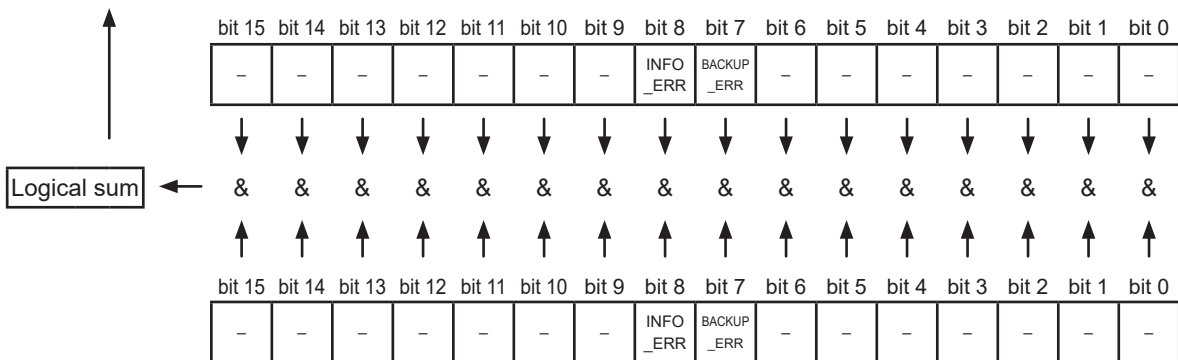 bit 15 bit 14 bit 13 bit 12 bit 11 bit 10 bit 9 bit 8 bit 7 bit 6 bit 5 bit 4 bit 3 bit 2 bit 1 bit 0
– – – – – – – INFO _ERR BACKUP _ERR – – – – – – –
Logical sum & & & & & & & & & & & & & & & &
bit 15 bit 14 bit 13 bit 12 bit 11 bit 10 bit 9 bit 8 bit 7 bit 6 bit 5 bit 4 bit 3 bit 2 bit 1 bit 0
– – – – – – – INFO _ERR BACKUP _ERR – – – – – – –